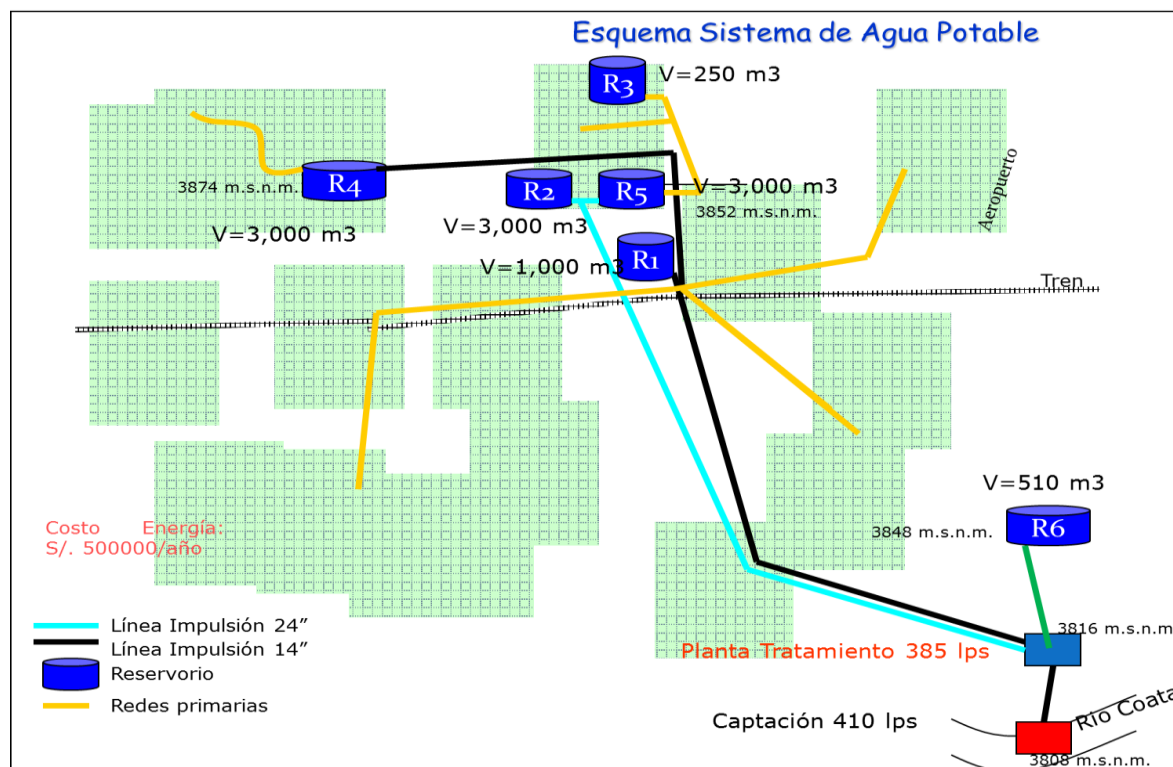 Esquema Sistema de Agua Potable
R3
V=250 m3
Aeropuerto
3874 m.s.n.m.
R4
R2
R5
V=3,000 m3
3852 m.s.n.m.
V=3,000 m3
V=3,000 m3
R1
V=1,000 m3
Tren
V=510 m3
R6
3848 m.s.n.m.
Costo Energía:
S/. 500000/año
Línea Impulsión 24”
Línea Impulsión 14”
Reservorio
Redes primarias
3816 m.s.n.m
Planta Tratamiento 385 lps
Captación 410 lps
Rio Coata
3808 m.s.n.m.